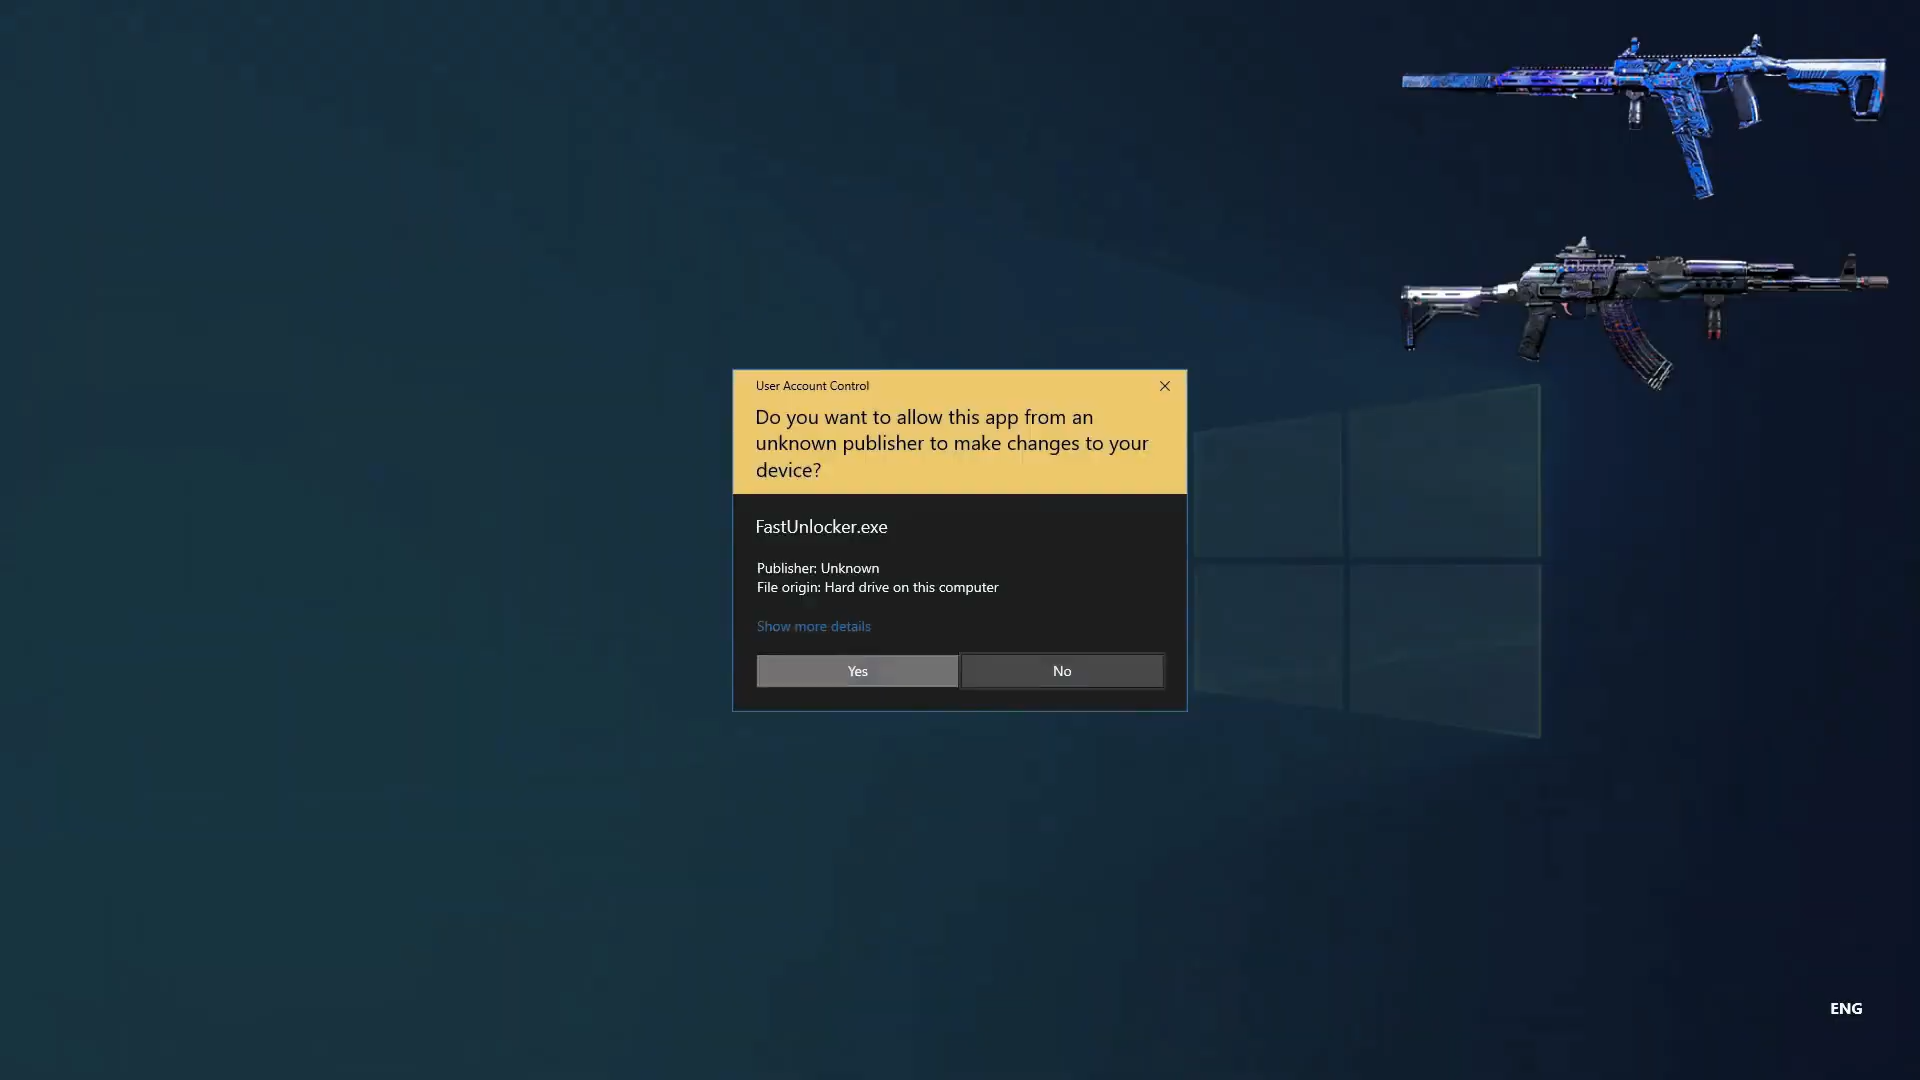 User Account Control
Do you want to allow this app from an
unknown publisher to make changes to your
device?
FastUnlocker.exe
Publisher: Unknown
File origin: Hard drive on this computer
Show more details
Yes
No
ENG